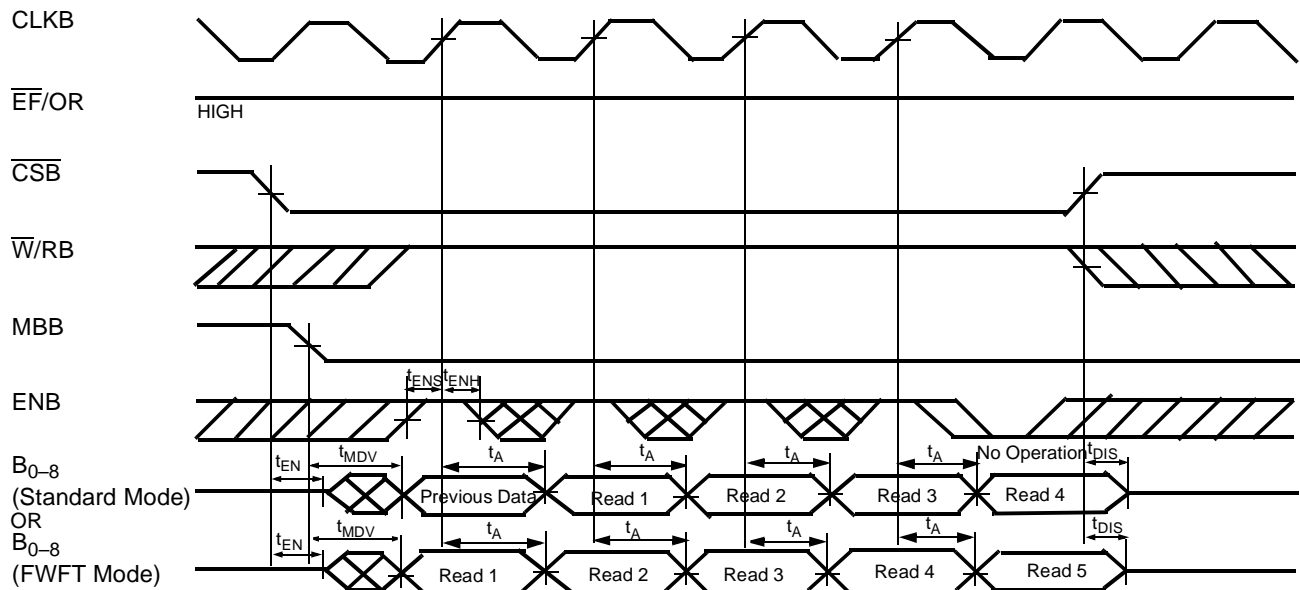 CLKB
EF/OR
HIGH
CSB
W/RB
MBB
tENS tENH
ENB
No Operation
B0–8
tEN tMDV tA tA tA tA tDIS
(Standard Mode)
Previous Data Read 1 Read 2 Read 3 Read 4
OR
B0–8
tEN tMDV tA tA tA tA tDIS
(FWFT Mode)
Read 1 Read 2 Read 3 Read 4 Read 5